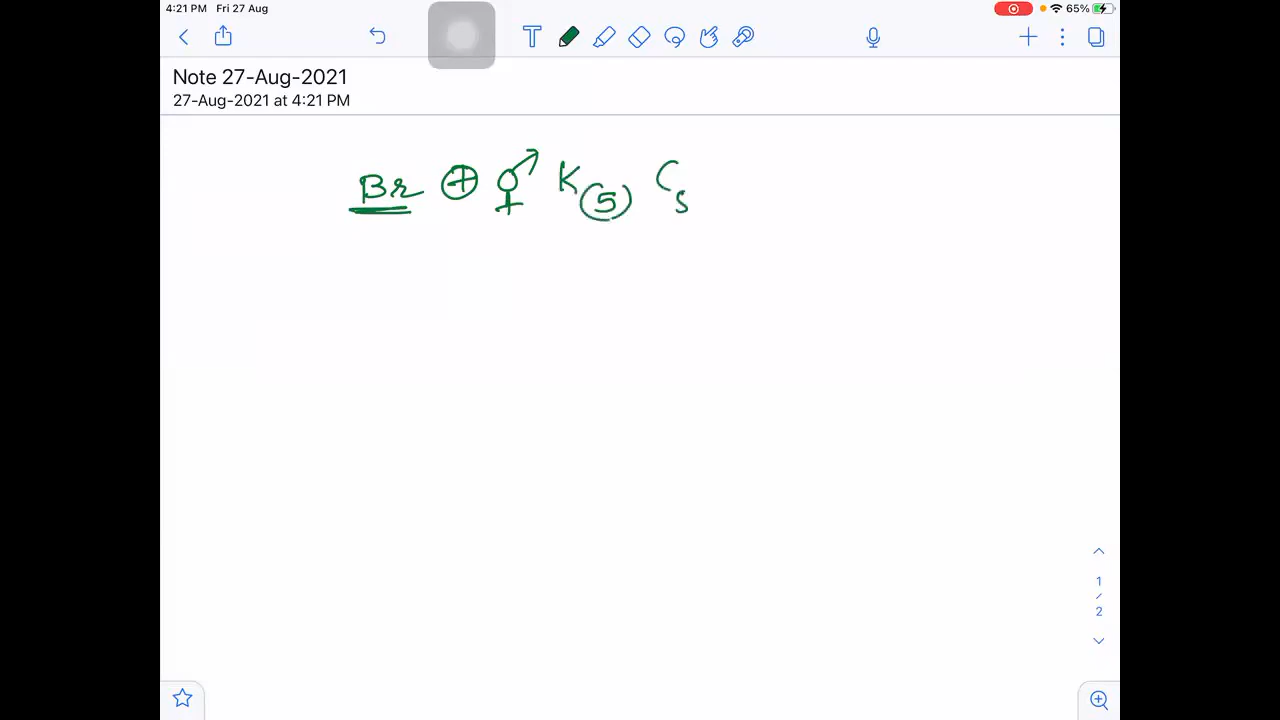 4:21 PM Fri 27 Aug 65%
T
Note 27-Aug-2021
27-Aug-2021 at 4:21 PM
Br ⊕ ⚥ K(5) C5
1
/
2